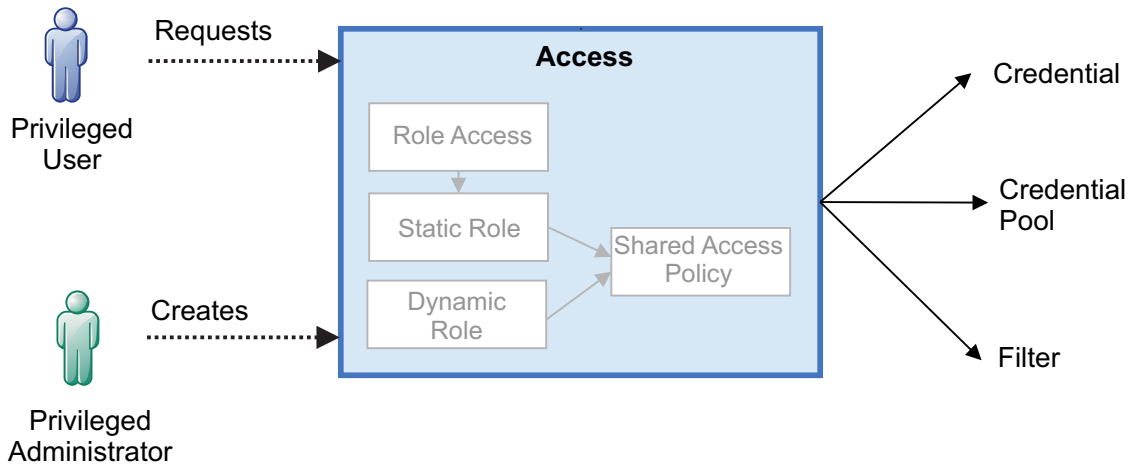 Requests
Privileged
User
Access
Role Access
Static Role
Dynamic
Role
Shared Access
Policy
Creates
Privileged
Administrator
Credential
Credential
Pool
Filter